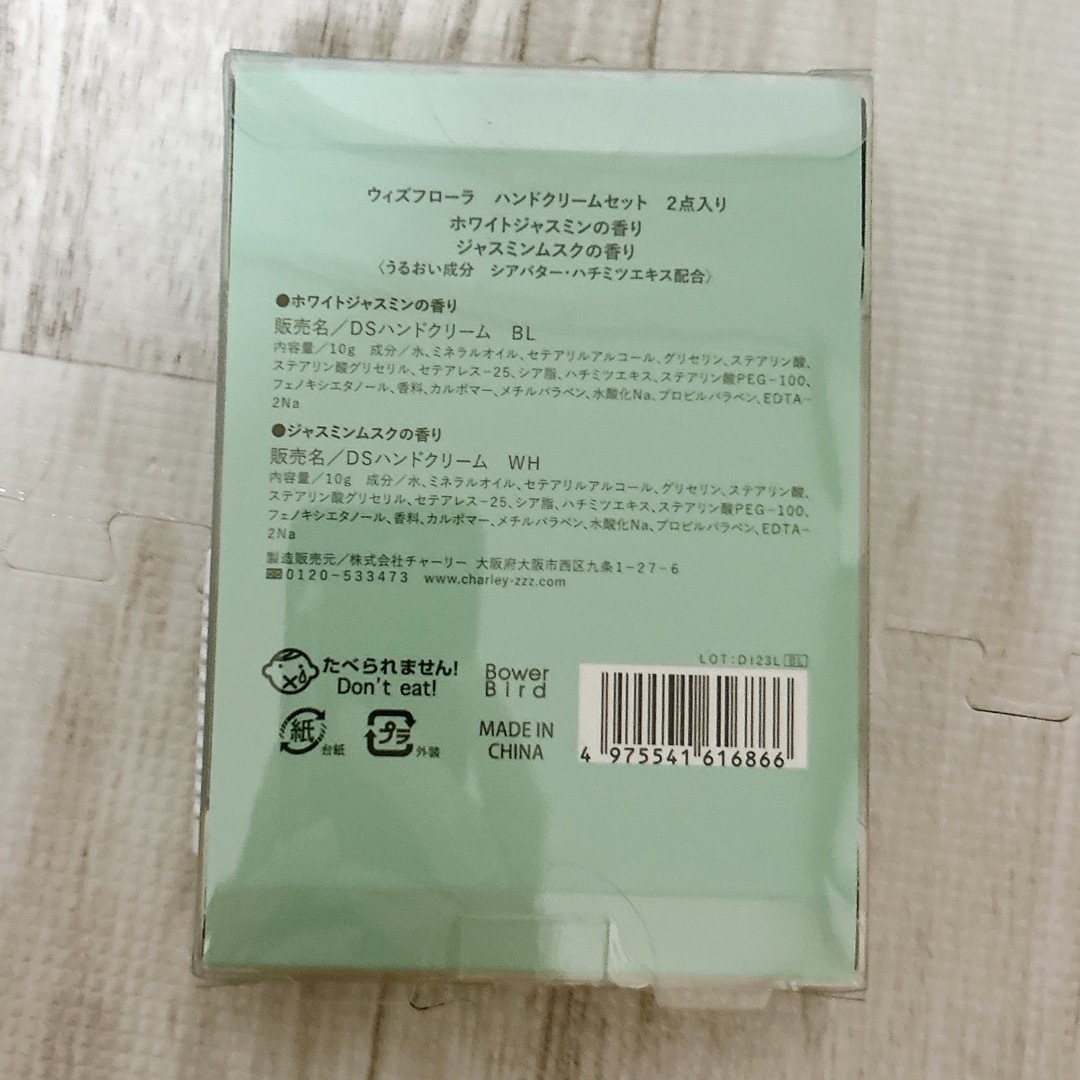 ウィズフローラ　ハンドクリームセット　2点入り
ホワイトジャスミンの香り
ジャスミンムスクの香り
〈うるおい成分　シアバター・ハチミツエキス配合〉
●ホワイトジャスミンの香り
販売名／DSハンドクリーム　BL
内容量／10g　成分／水、ミネラルオイル、セテアリルアルコール、グリセリン、ステアリン酸、
ステアリン酸グリセリル、セテアレス-25、シア脂、ハチミツエキス、ステアリン酸PEG-100、
フェノキシエタノール、香料、カルボマー、メチルパラベン、水酸化Na、プロピルパラベン、EDTA-
2Na
●ジャスミンムスクの香り
販売名／DSハンドクリーム　WH
内容量／10g　成分／水、ミネラルオイル、セテアリルアルコール、グリセリン、ステアリン酸、
ステアリン酸グリセリル、セテアレス-25、シア脂、ハチミツエキス、ステアリン酸PEG-100、
フェノキシエタノール、香料、カルボマー、メチルパラベン、水酸化Na、プロピルパラベン、EDTA-
2Na
製造販売元／株式会社チャーリー　大阪府大阪市西区九条1-27-6
0120-533473　www.charley-zzz.com
LOT:DI23L BL
たべられません!
Don't eat!
Bower
Bird
紙
台紙
プラ
外装
MADE IN
CHINA
4 975541 616866